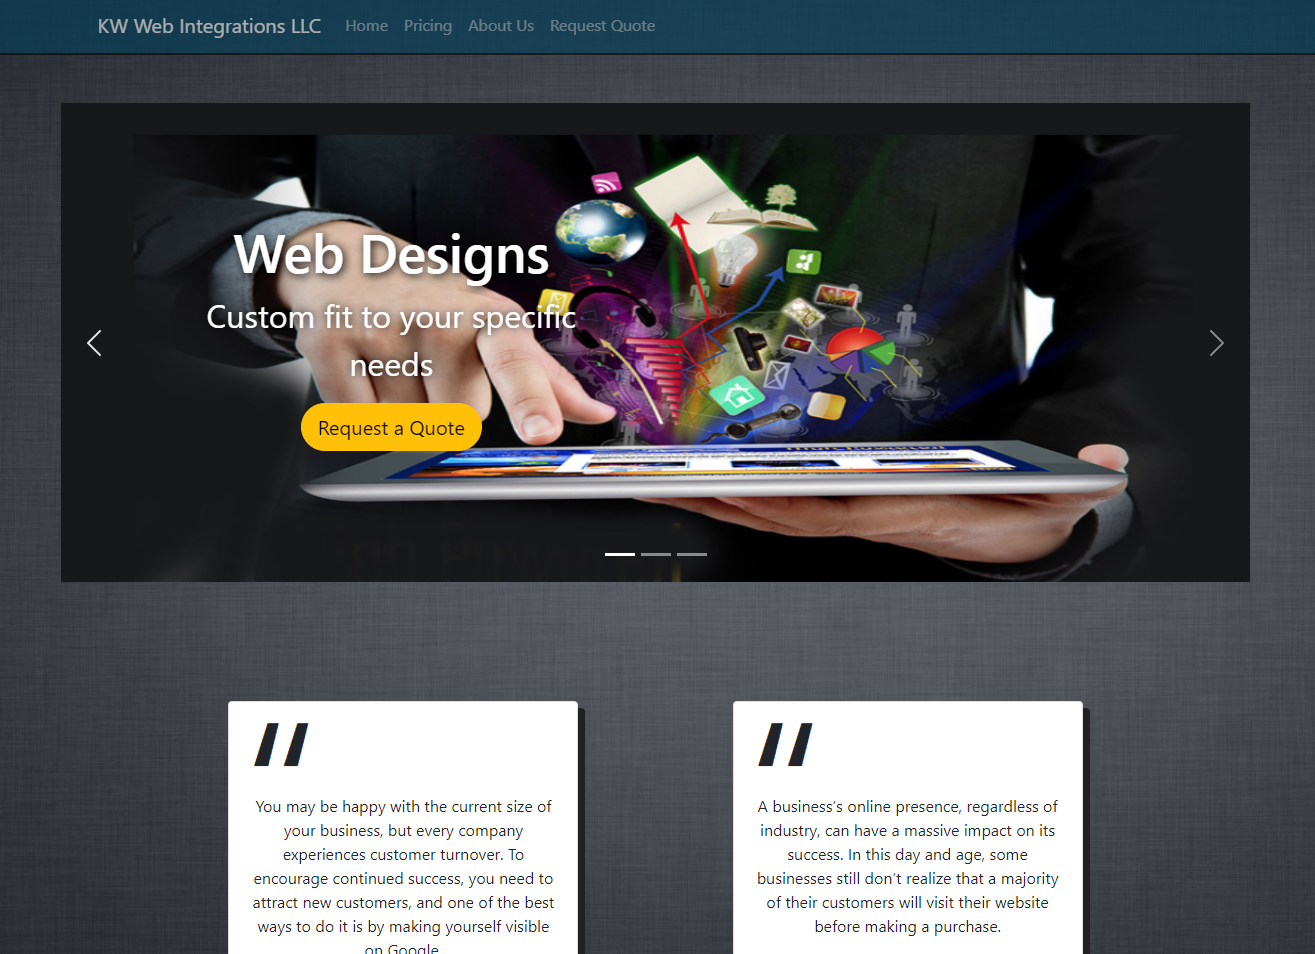 KW Web Integrations LLC Home Pricing About Us Request Quote
Web Designs
Custom fit to your specific
needs
Request a Quote
You may be happy with the current size of
your business, but every company
experiences customer turnover. To
encourage continued success, you need to
attract new customers, and one of the best
ways to do it is by making yourself visible
on Google
A business's online presence, regardless of
industry, can have a massive impact on its
success. In this day and age, some
businesses still don't realize that a majority
of their customers will visit their website
before making a purchase.